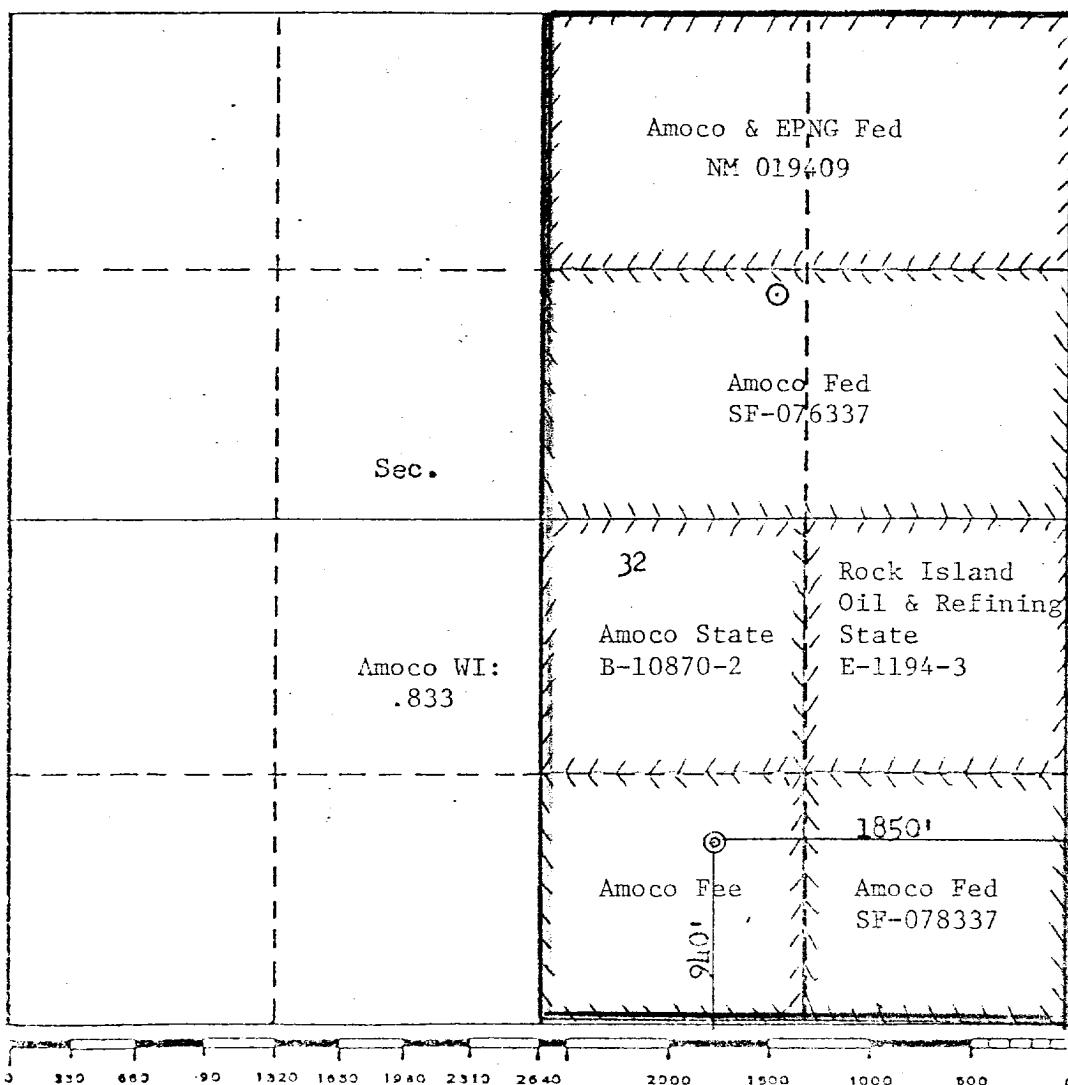 Amoco & EPNG Fed
NM 019409
Amoco Fed
SF-076337
Sec.
32
Rock Island
Oil & Refining
State
E-1194-3
Amoco State
B-10870-2
Amoco WI:
.833
1850'
Amoco Fee
Amoco Fed
SF-078337
940'
0 330 660 90 1320 1650 1980 2310 2640 2000 1500 1000 500